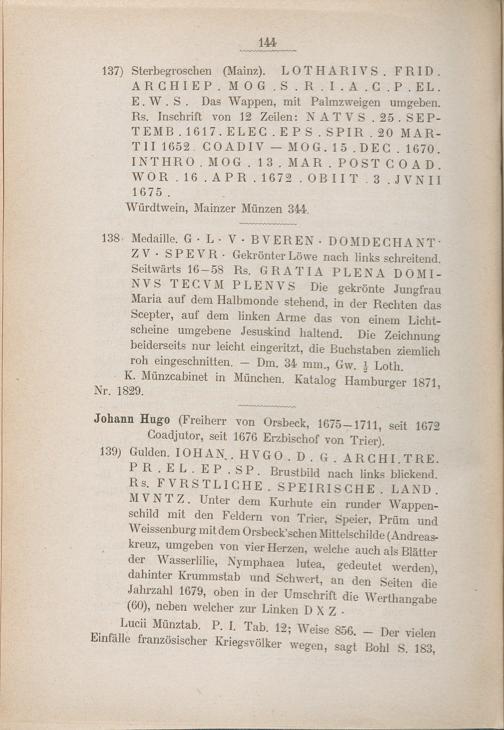 144
137) Sterbegroschen (Mainz). LOTHARIVS . FRID .
ARCHIEP . MOG . S . R . I . A . C . P . EL .
E . W . S . Das Wappen, mit Palmzweigen umgeben.
Rs. Inschrift von 12 Zeilen: NATVS . 25 . SEP-
TEMB . 1617 . ELEC . EPS . SPIR . 20 MAR-
TII 1652 . COADIV — MOG . 15 . DEC . 1670 .
INTHRO . MOG . 13 . MAR . POST COAD .
WOR . 16 . APR . 1672 . OBIIT . 3 . JVNII
1675 .
Würdtwein, Mainzer Münzen 344.
138 Medaille. G · L · V · BVEREN · DOMDECHANT ·
ZV · SPEVR · Gekrönter Löwe nach links schreitend.
Seitwärts 16—58 Rs. GRATIA PLENA DOMI-
NVS TECVM PLENVS Die gekrönte Jungfrau
Maria auf dem Halbmonde stehend, in der Rechten das
Scepter, auf dem linken Arme das von einem Licht-
scheine umgebene Jesuskind haltend. Die Zeichnung
beiderseits nur leicht eingeritzt, die Buchstaben ziemlich
roh eingeschnitten. — Dm. 34 mm., Gw. ½ Loth.
K. Münzcabinet in München. Katalog Hamburger 1871,
Nr. 1829.
Johann Hugo (Freiherr von Orsbeck, 1675—1711, seit 1672
Coadjutor, seit 1676 Erzbischof von Trier).
139) Gulden. IOHAN . . HVGO . D . G . ARCHI . TRE .
PR . EL . EP . SP . Brustbild nach links blickend.
Rs. FVRSTLICHE . SPEIRISCHE . LAND .
MVNTZ . Unter dem Kurhute ein runder Wappen-
schild mit den Feldern von Trier, Speier, Prüm und
Weissenburg mit dem Orsbeck'schen Mittelschilde (Andreas-
kreuz, umgeben von vier Herzen, welche auch als Blätter
der Wasserlilie, Nymphaea lutea, gedeutet werden),
dahinter Krummstab und Schwert, an den Seiten die
Jahrzahl 1679, oben in der Umschrift die Werthangabe
(60), neben welcher zur Linken D X Z ·
Lucii Münztab. P. I. Tab. 12; Weise 856. — Der vielen
Einfälle französischer Kriegsvölker wegen, sagt Bohl S. 183,